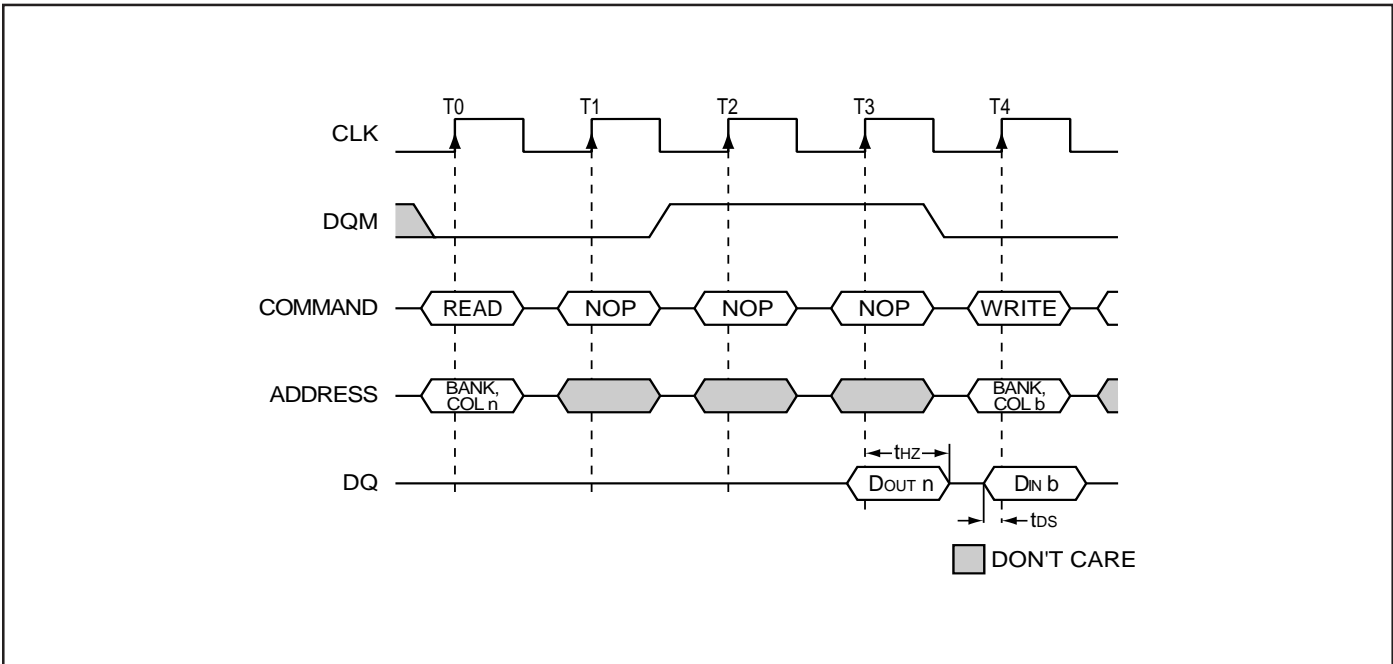 T0 T1 T2 T3 T4
CLK
DQM
COMMAND READ NOP NOP NOP WRITE
ADDRESS BANK, COL n BANK, COL b
tHZ
DQ DOUT n DIN b
tDS
DON'T CARE